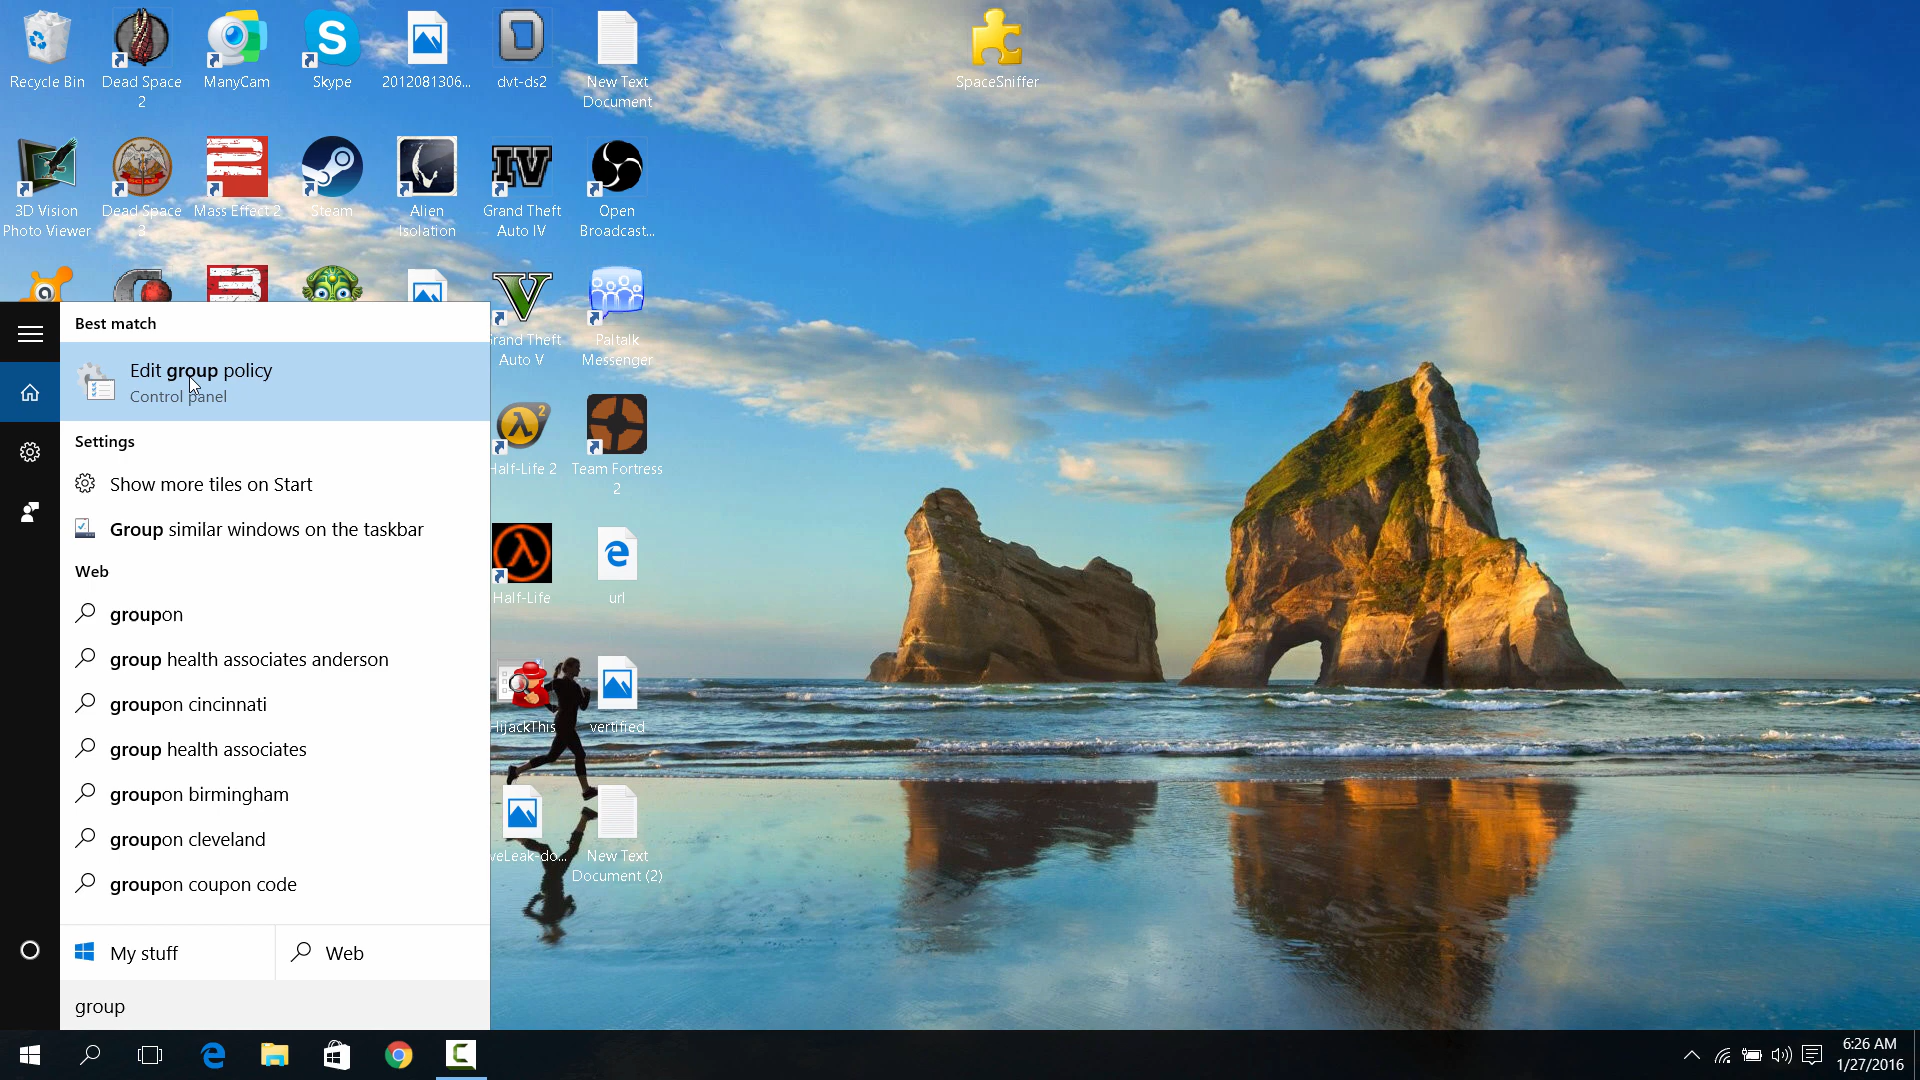 Recycle Bin
Dead Space
2
ManyCam
Skype
2012081306...
dvt-ds2
New Text
Document
SpaceSniffer
3D Vision
Photo Viewer
Dead Space
3
Mass Effect 2
Steam
Alien
Isolation
Grand Theft
Auto IV
Open
Broadcast...
Grand Theft
Auto V
Paltalk
Messenger
Half-Life 2
Team Fortress
2
Half-Life
url
HijackThis
vertified
veLeak-do...
New Text
Document (2)
Best match
Edit group policy
Control panel
Settings
Show more tiles on Start
Group similar windows on the taskbar
Web
groupon
group health associates anderson
groupon cincinnati
group health associates
groupon birmingham
groupon cleveland
groupon coupon code
My stuff
Web
group
6:26 AM
1/27/2016